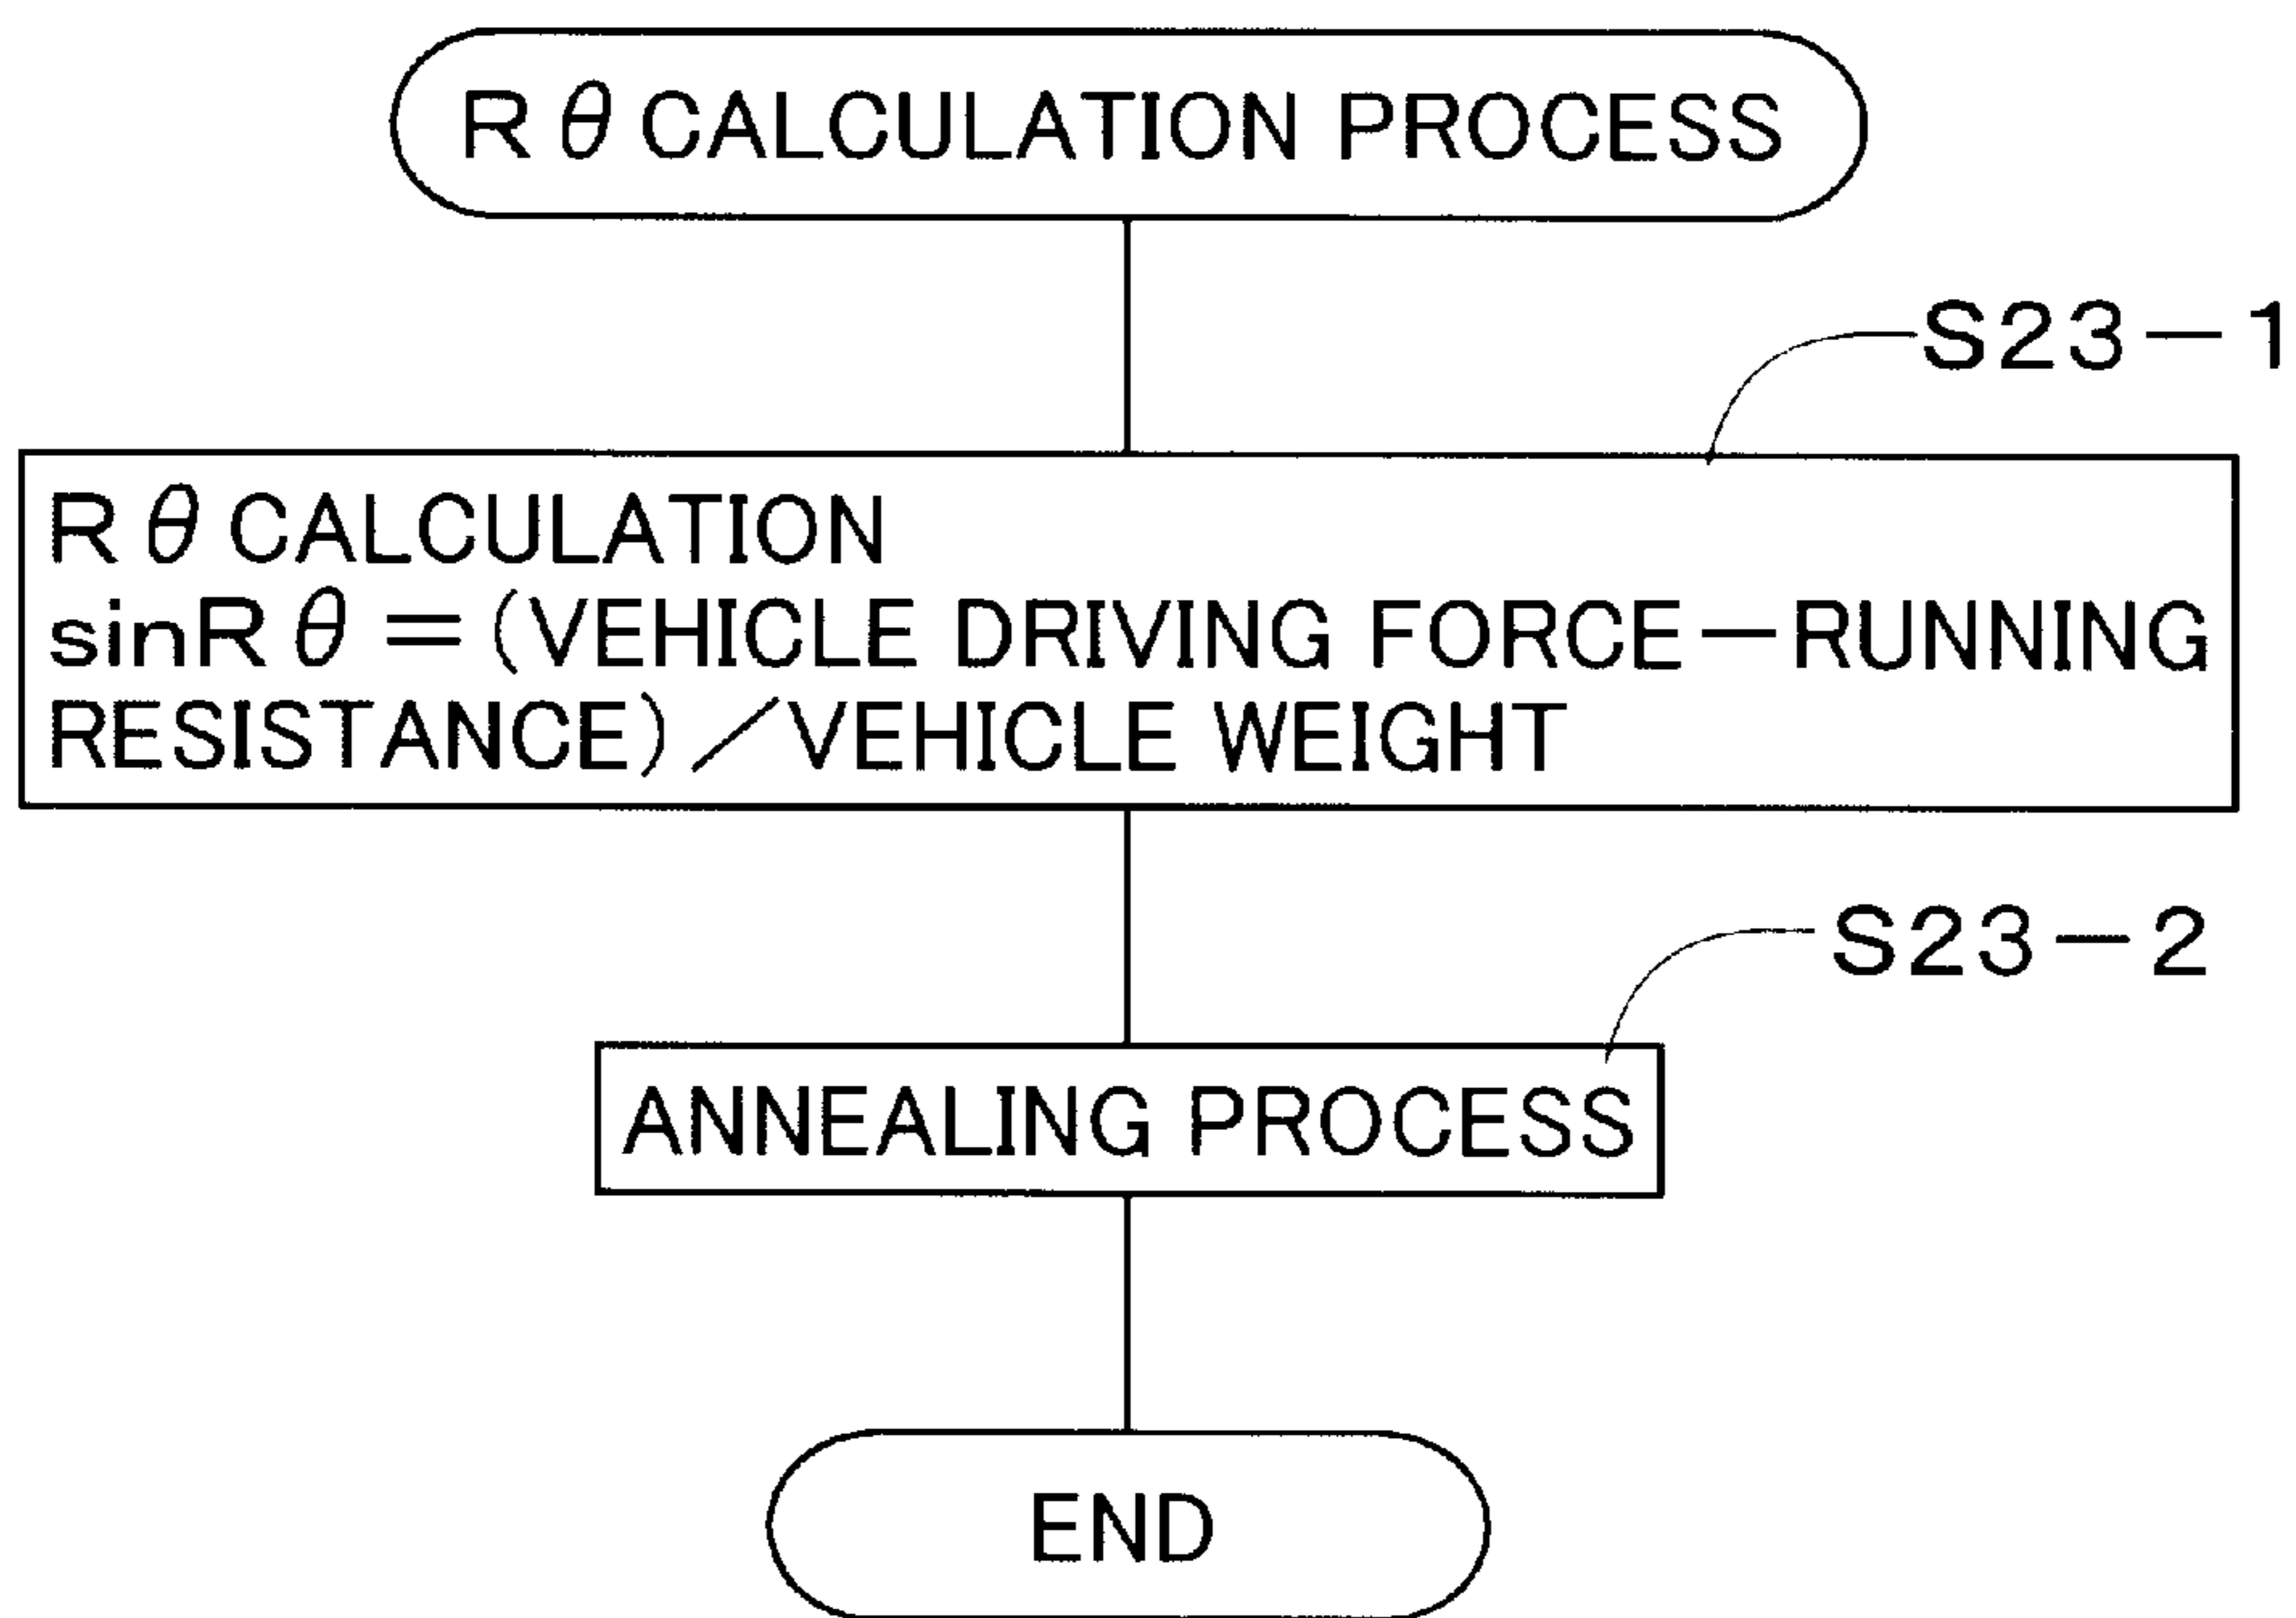 R θ CALCULATION PROCESS
S23-1
R θ CALCULATION
sinR θ =(VEHICLE DRIVING FORCE-RUNNING
RESISTANCE)/VEHICLE WEIGHT
S23-2
ANNEALING PROCESS
END